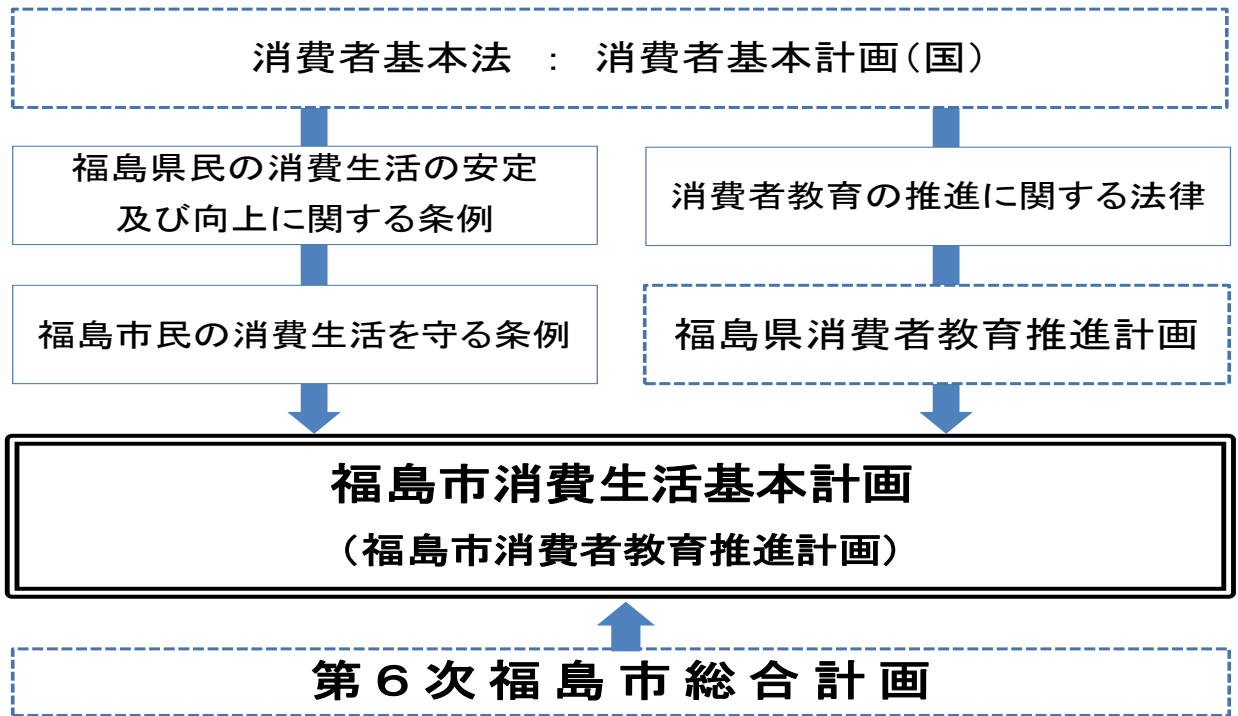 消費者基本法 : 消費者基本計画(国)
福島県民の消費生活の安定
及び向上に関する条例
消費者教育の推進に関する法律
福島市民の消費生活を守る条例
福島県消費者教育推進計画
福島市消費生活基本計画
(福島市消費者教育推進計画)
第6次福島市総合計画